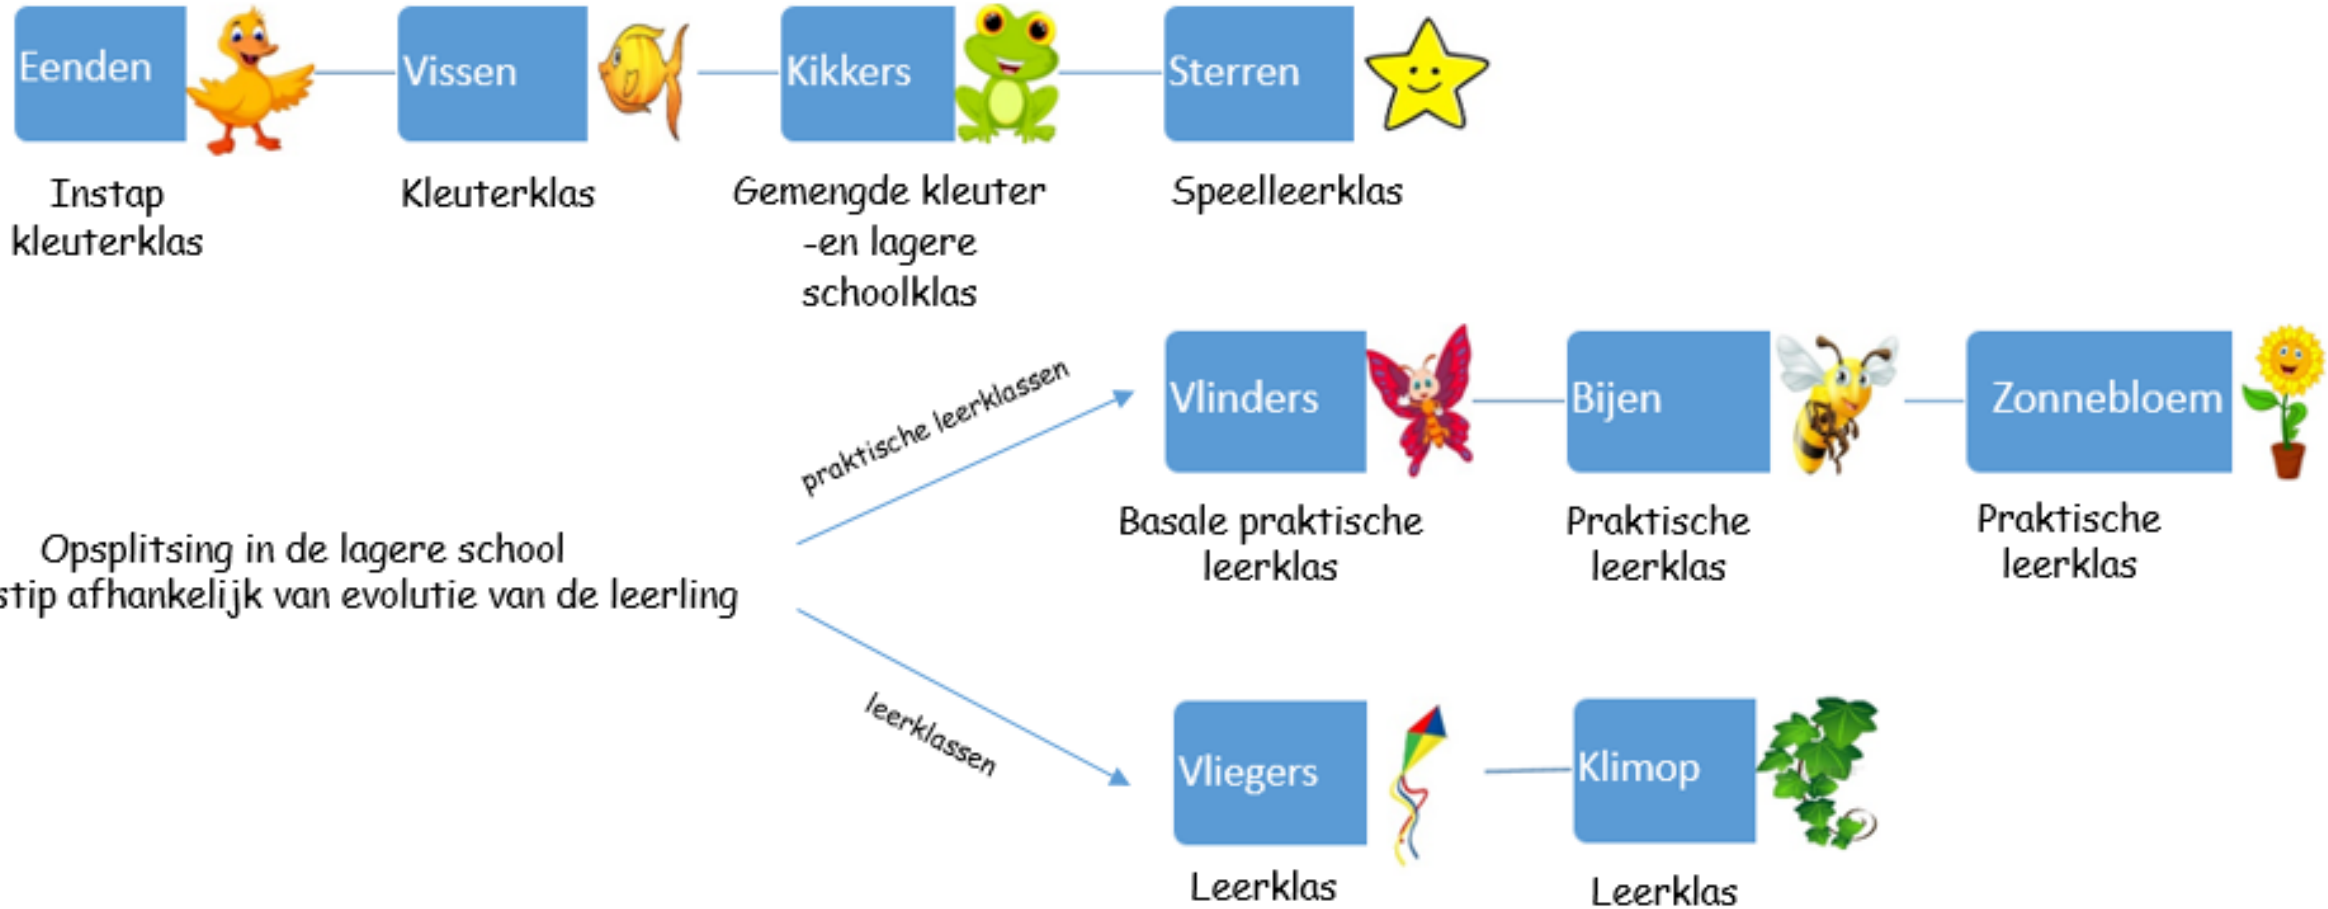 Eenden
Vissen
Kikkers
Sterren
Instap
kleuterklas
Kleuterklas
Gemengde kleuter
-en lagere
schoolklas
Speelleerklas
praktische leerklassen
Vlinders
Bijen
Zonnebloem
Basale praktische
leerklas
Praktische
leerklas
Praktische
leerklas
Opsplitsing in de lagere school
stip afhankelijk van evolutie van de leerling
leerklassen
Vliegers
Klimop
Leerklas
Leerklas